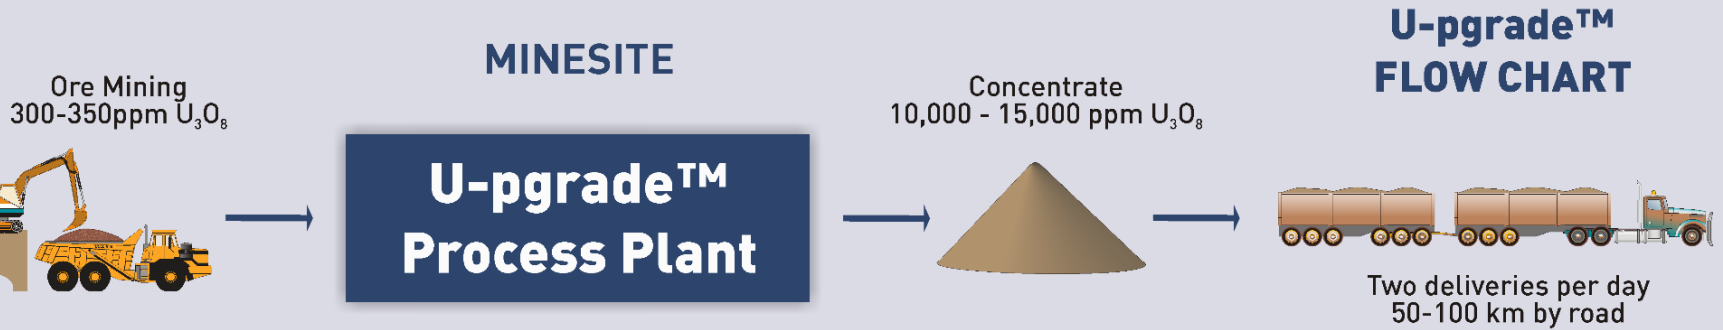 Ore Mining
300-350ppm U₃O₈
MINESITE
U-pgrade™
Process Plant
Concentrate
10,000 - 15,000 ppm U₃O₈
U-pgrade™
FLOW CHART
Two deliveries per day
50-100 km by road